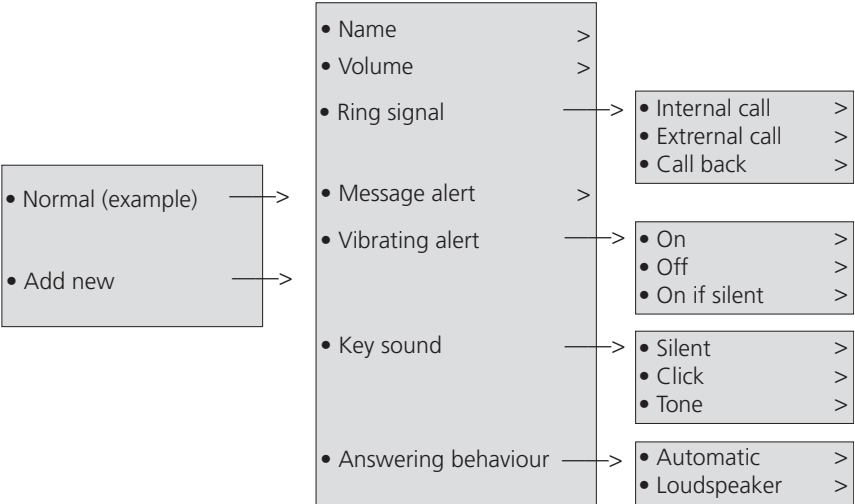 • Normal (example) >
• Add new >
• Name >
• Volume >
• Ring signal >
• Message alert >
• Vibrating alert >
• Key sound >
• Answering behaviour >
• Internal call >
• Extrernal call >
• Call back >
• On >
• Off >
• On if silent >
• Silent >
• Click >
• Tone >
• Automatic >
• Loudspeaker >